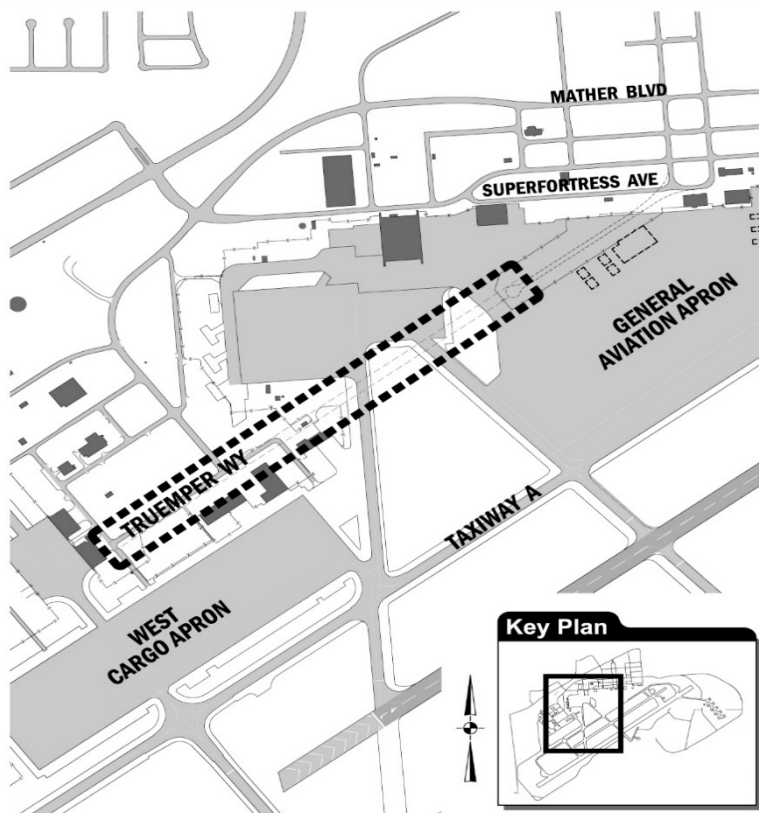 MATHER BLVD
SUPERFORTRESS AVE
GENERAL
AVIATION APRON
TRUEMPER WY
TAXIWAY A
WEST
CARGO APRON
Key Plan